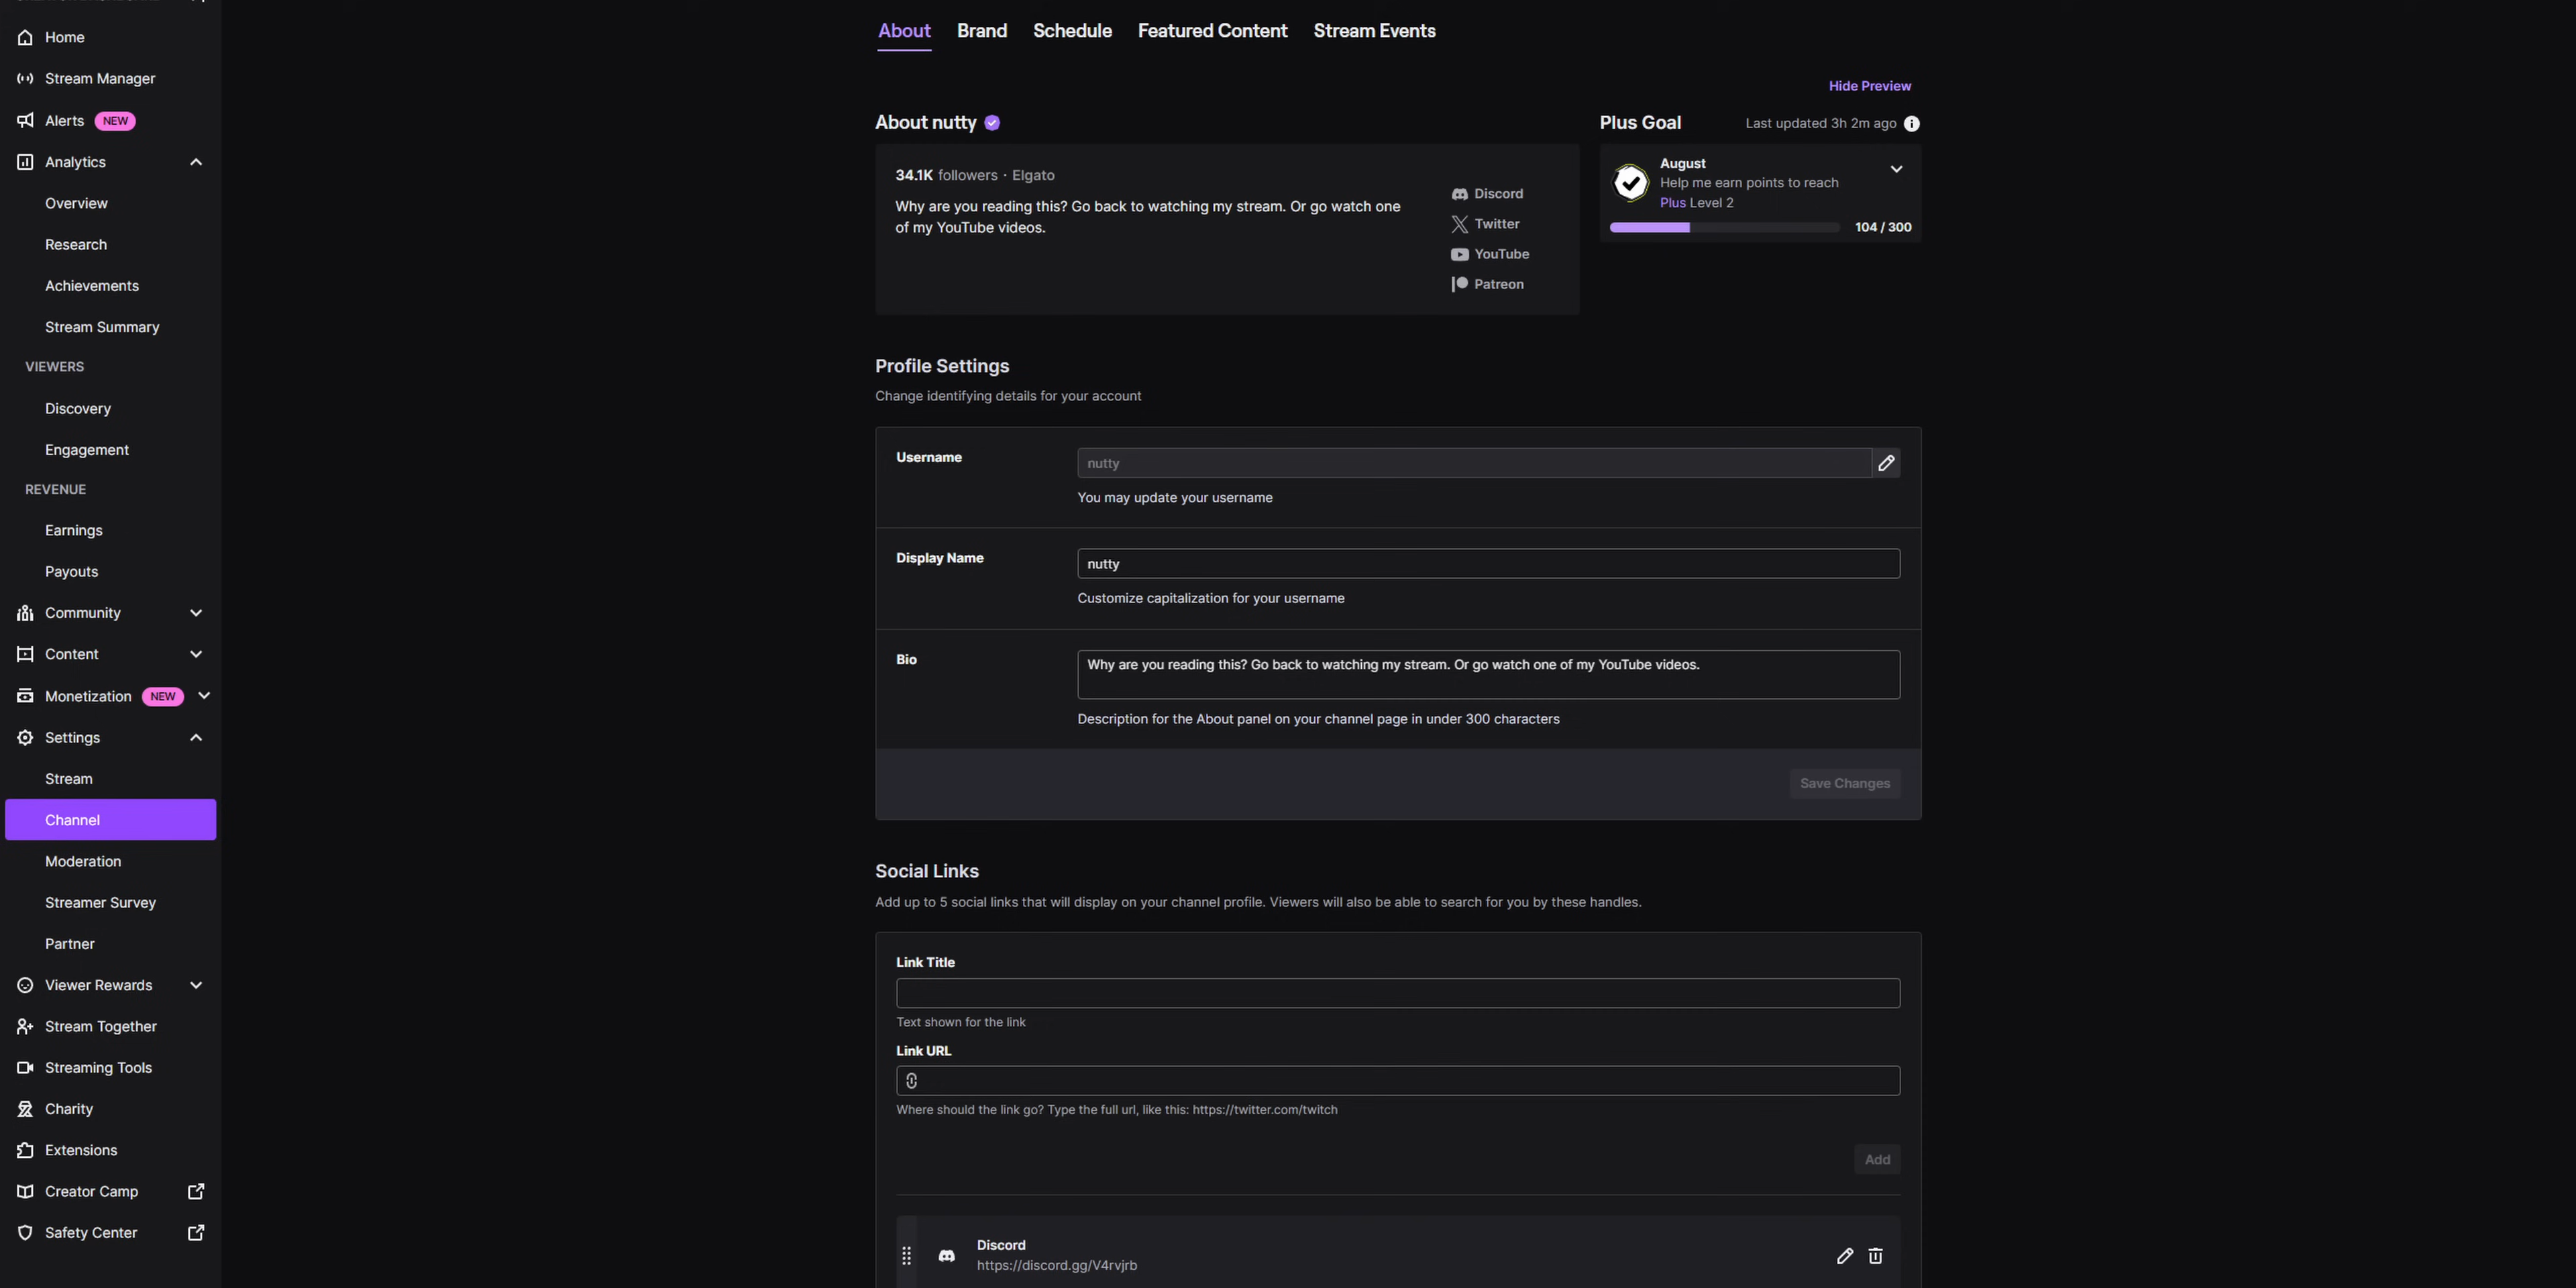 Home
Stream Manager
Alerts NEW
Analytics
Overview
Research
Achievements
Stream Summary
VIEWERS
Discovery
Engagement
REVENUE
Earnings
Payouts
Community
Content
Monetization NEW
Settings
Stream
Channel
Moderation
Streamer Survey
Partner
Viewer Rewards
Stream Together
Streaming Tools
Charity
Extensions
Creator Camp
Safety Center
About Brand Schedule Featured Content Stream Events
Hide Preview
About nutty
34.1K followers · Elgato
Why are you reading this? Go back to watching my stream. Or go watch one
of my YouTube videos.
Discord
Twitter
YouTube
Patreon
Plus Goal Last updated 3h 2m ago
August
Help me earn points to reach
Plus Level 2
104 / 300
Profile Settings
Change identifying details for your account
Username nutty
You may update your username
Display Name nutty
Customize capitalization for your username
Bio Why are you reading this? Go back to watching my stream. Or go watch one of my YouTube videos.
Description for the About panel on your channel page in under 300 characters
Save Changes
Social Links
Add up to 5 social links that will display on your channel profile. Viewers will also be able to search for you by these handles.
Link Title
Text shown for the link
Link URL
Where should the link go? Type the full url, like this: https://twitter.com/twitch
Add
Discord
https://discord.gg/V4rvjrb